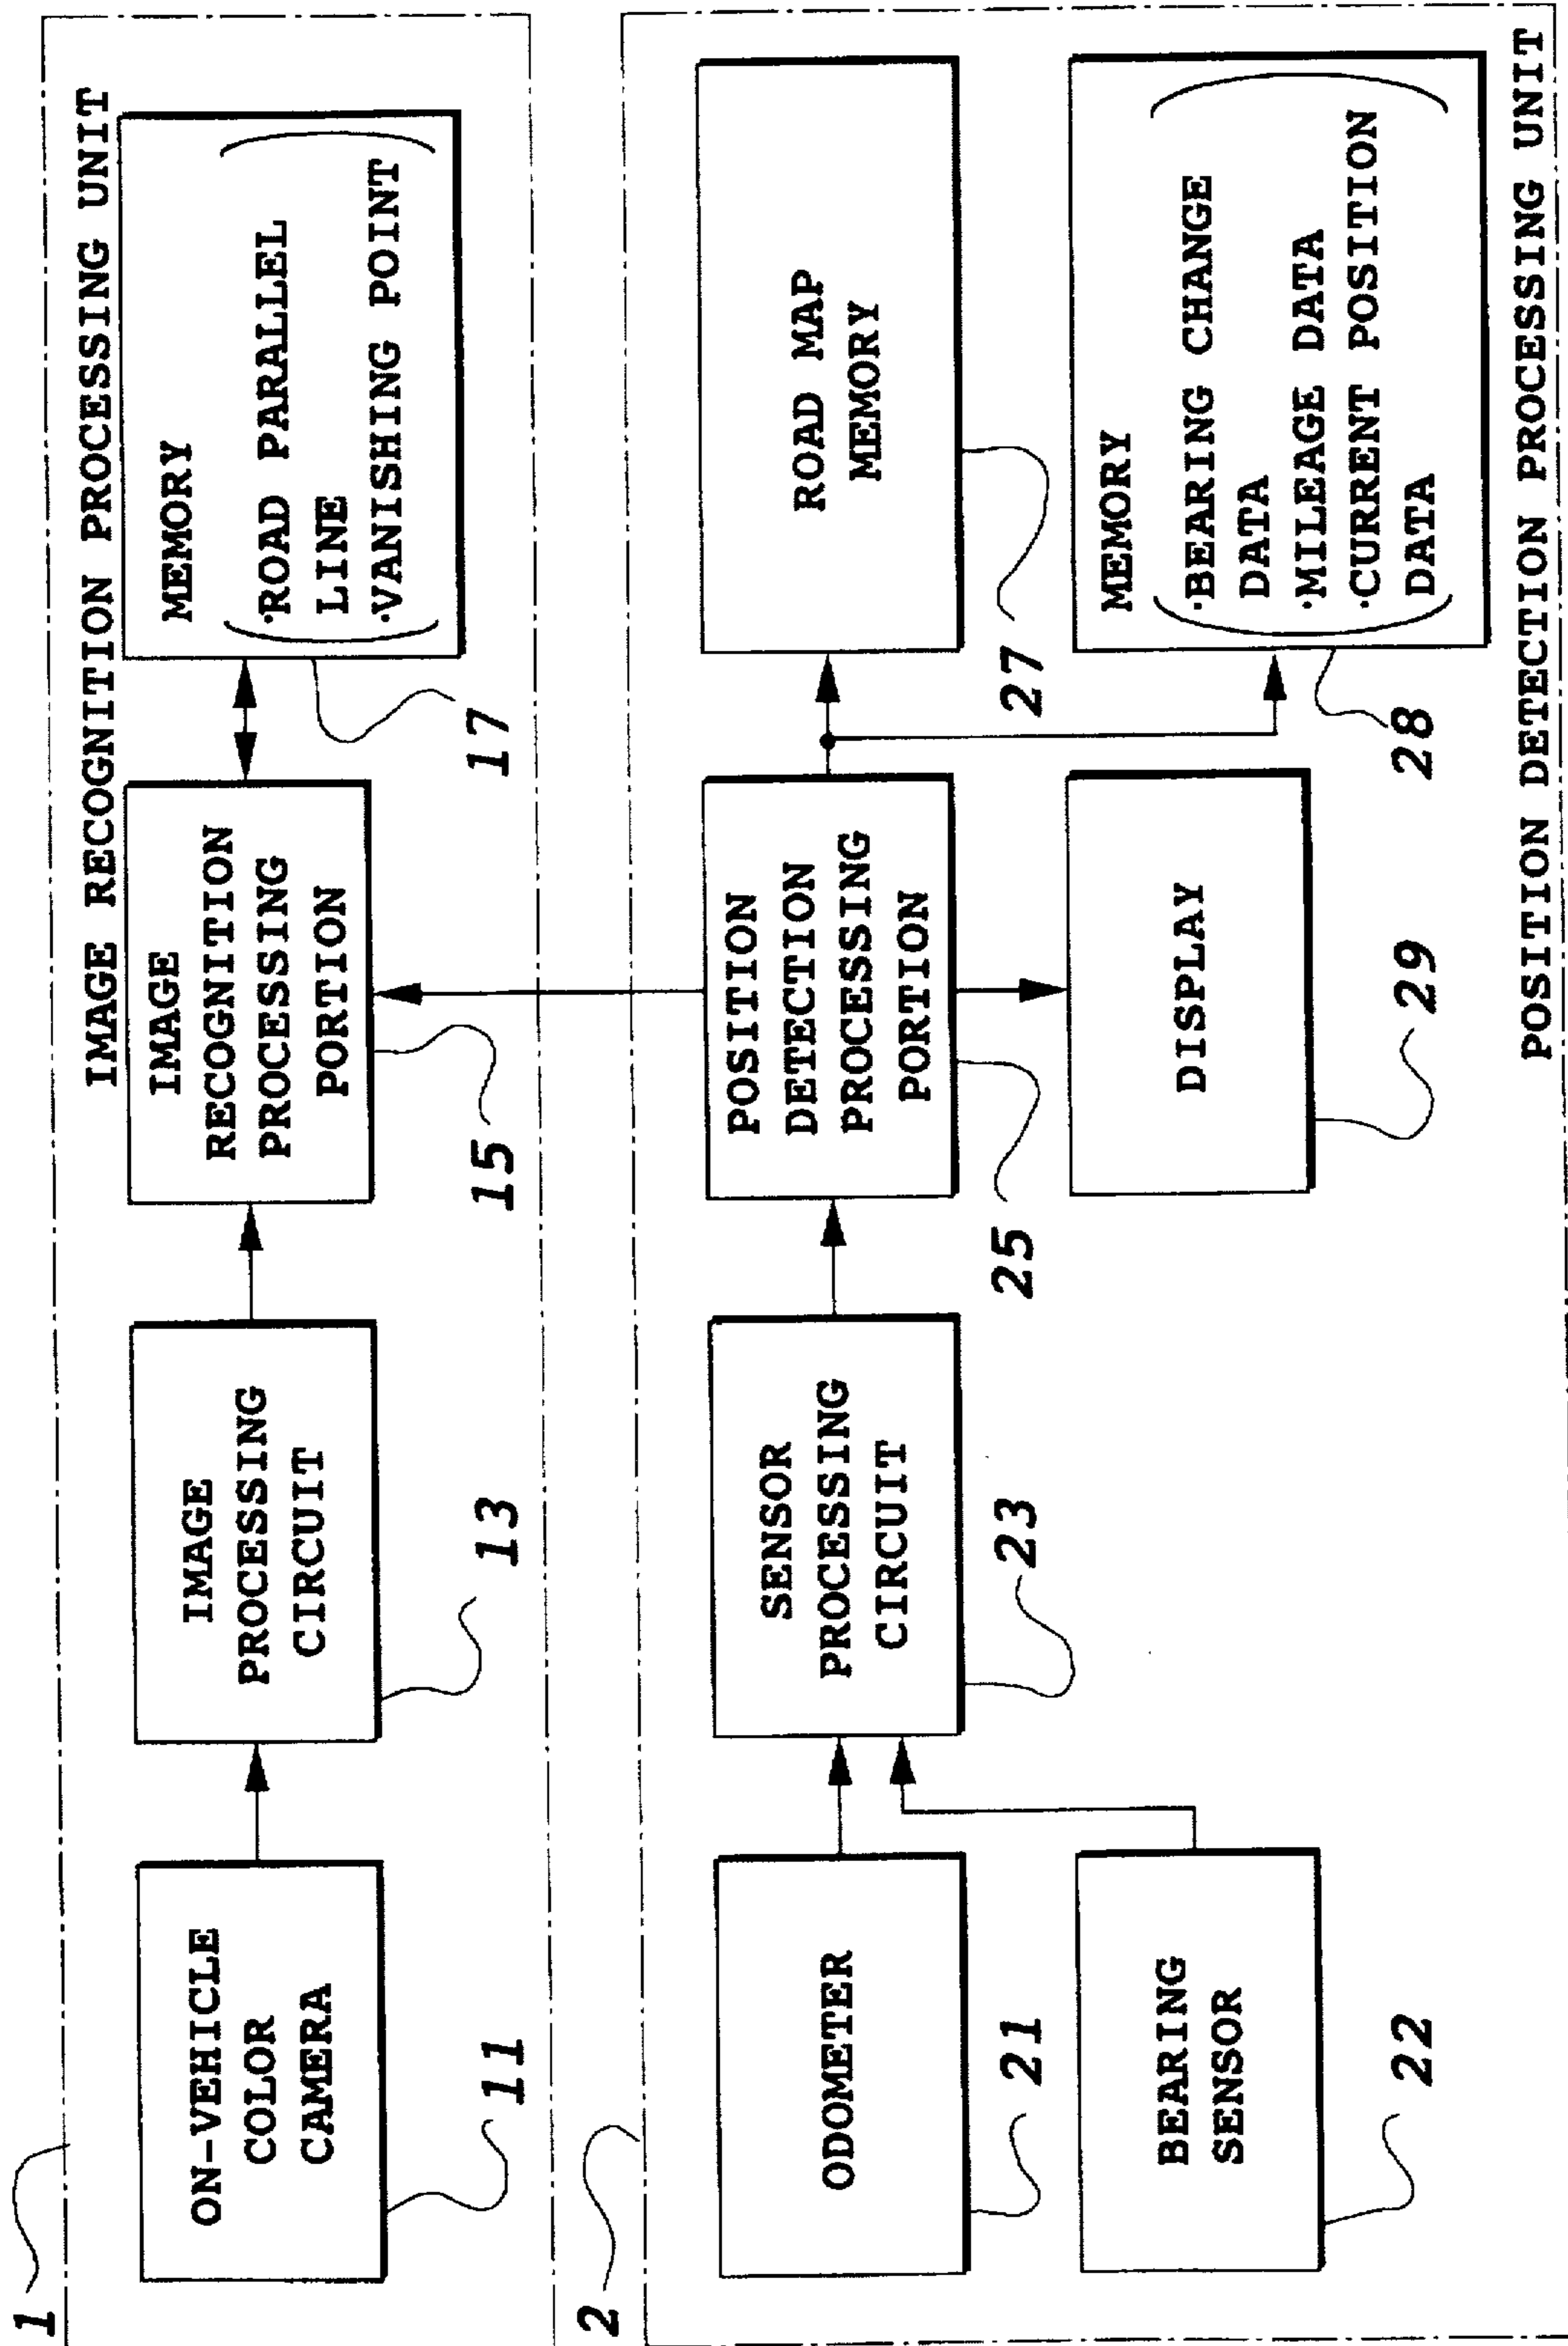 1
IMAGE RECOGNITION PROCESSING UNIT
ON-VEHICLE
COLOR
CAMERA
11
IMAGE
PROCESSING
CIRCUIT
13
IMAGE
RECOGNITION
PROCESSING
PORTION
15
MEMORY
·ROAD PARALLEL
LINE
·VANISHING POINT
17
2
ODOMETER
21
BEARING
SENSOR
22
SENSOR
PROCESSING
CIRCUIT
23
POSITION
DETECTION
PROCESSING
PORTION
25
DISPLAY
29
ROAD MAP
MEMORY
27
MEMORY
·BEARING CHANGE
DATA
·MILEAGE DATA
·CURRENT POSITION
DATA
28
POSITION DETECTION PROCESSING UNIT